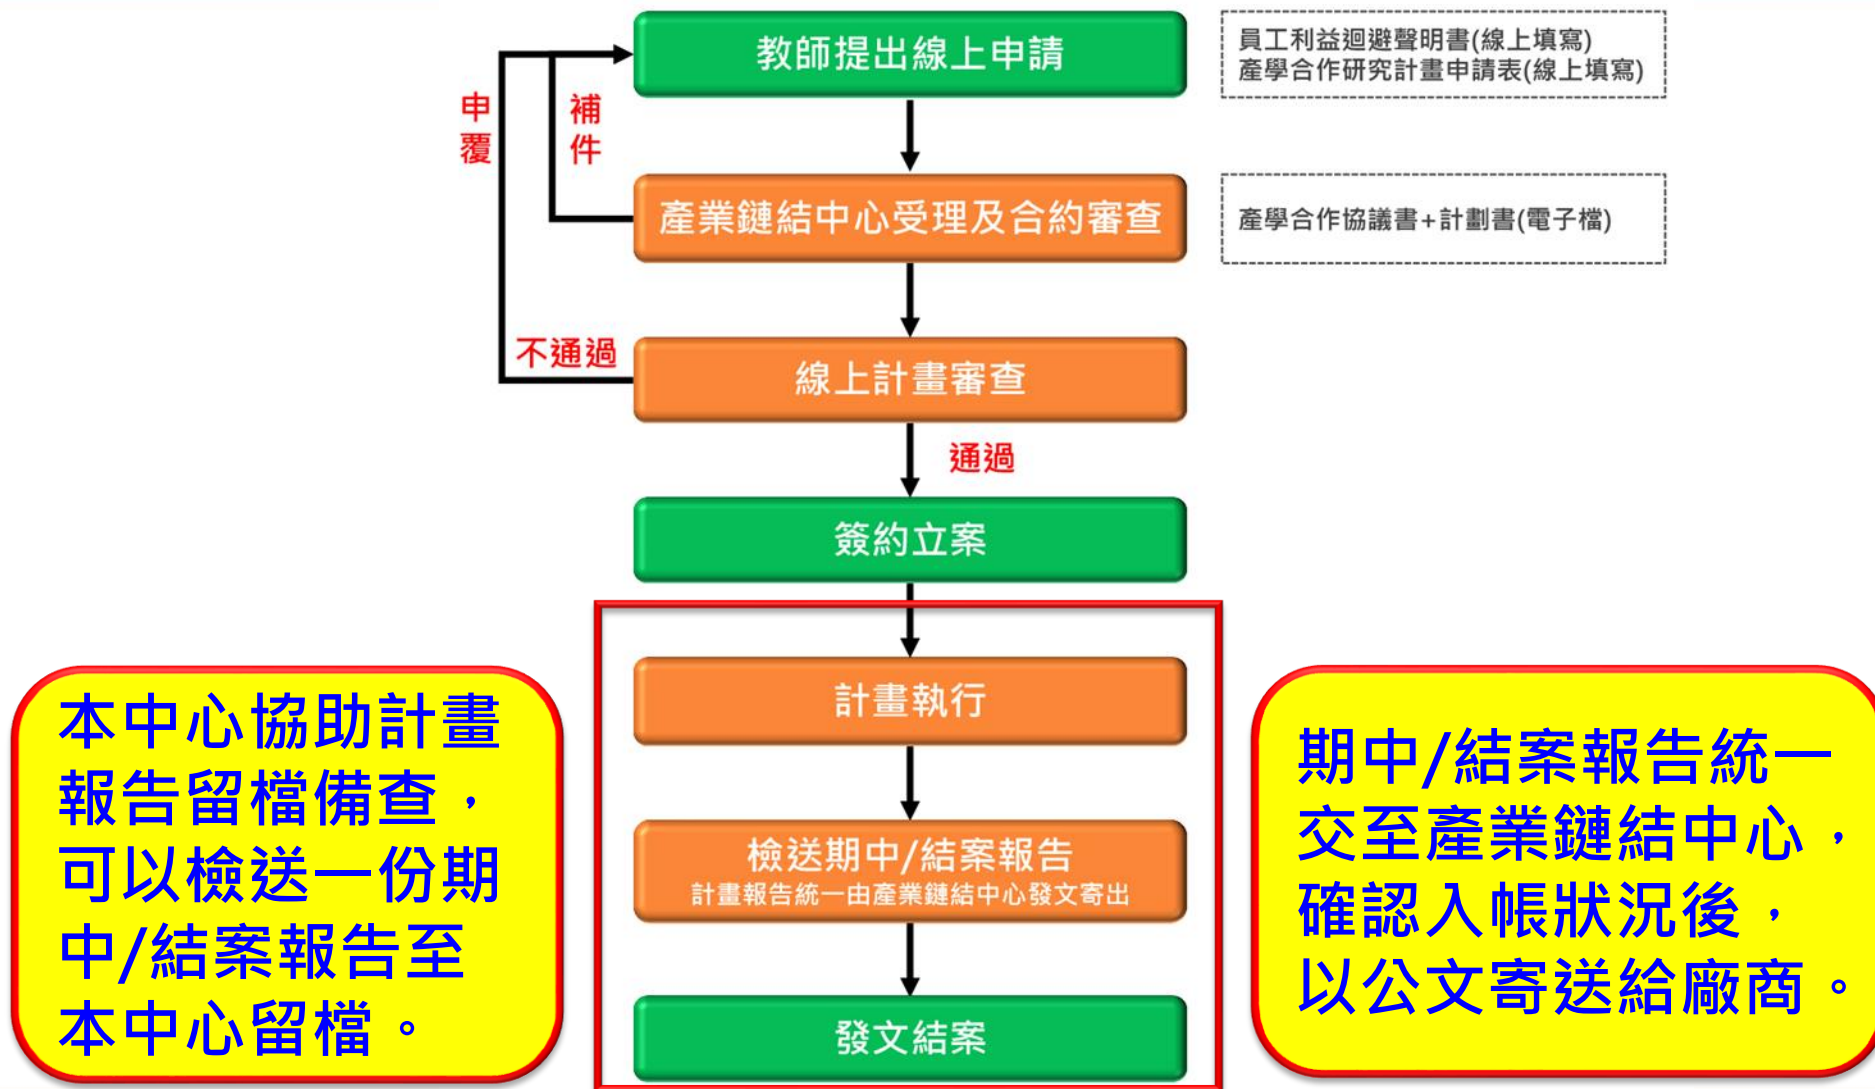 教師提出線上申請
員工利益迴避聲明書(線上填寫)
產學合作研究計畫申請表(線上填寫)
申覆
補件
產業鏈結中心受理及合約審查
產學合作協議書+計劃書(電子檔)
不通過
線上計畫審查
通過
簽約立案
計畫執行
檢送期中/結案報告
計畫報告統一由產業鏈結中心發文寄出
發文結案
本中心協助計畫
報告留檔備查，
可以檢送一份期
中/結案報告至
本中心留檔。
期中/結案報告統一
交至產業鏈結中心，
確認入帳狀況後，
以公文寄送給廠商。